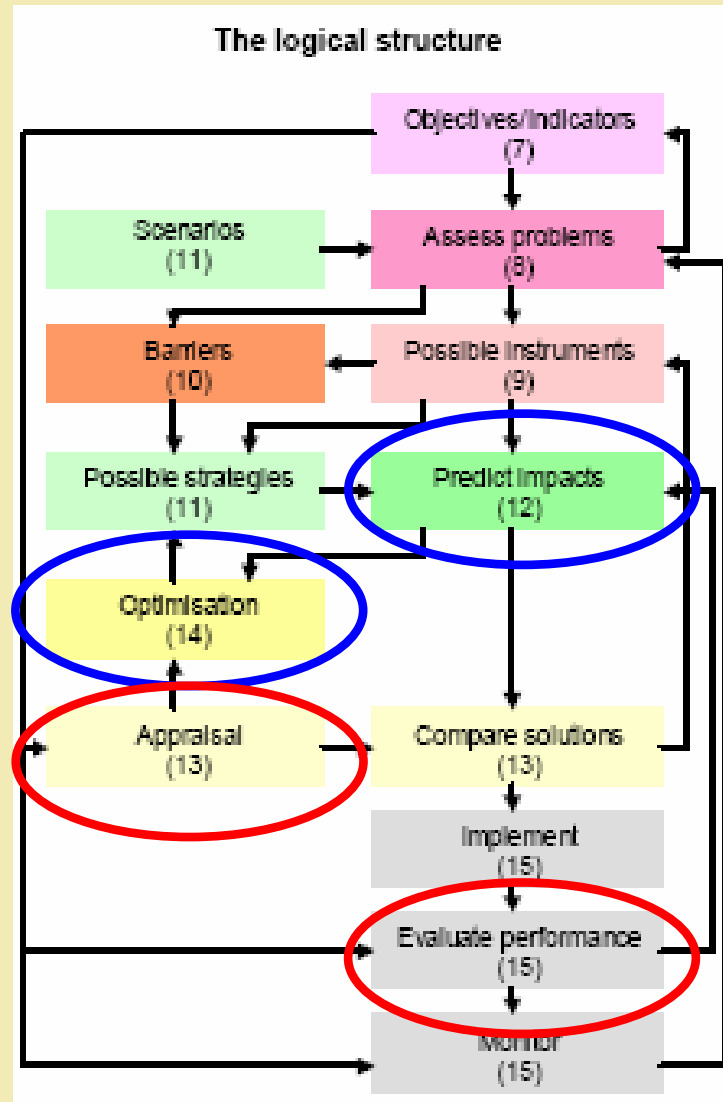 The logical structure
Objectives/Indicators
(7)
Scenarios
(11)
Assess problems
(8)
Barriers
(10)
Possible Instruments
(9)
Possible strategies
(11)
Predict Impacts
(12)
Optimisation
(14)
Appraisal
(13)
Compare solutions
(13)
Implement
(15)
Evaluate performance
(15)
Monitor
(15)